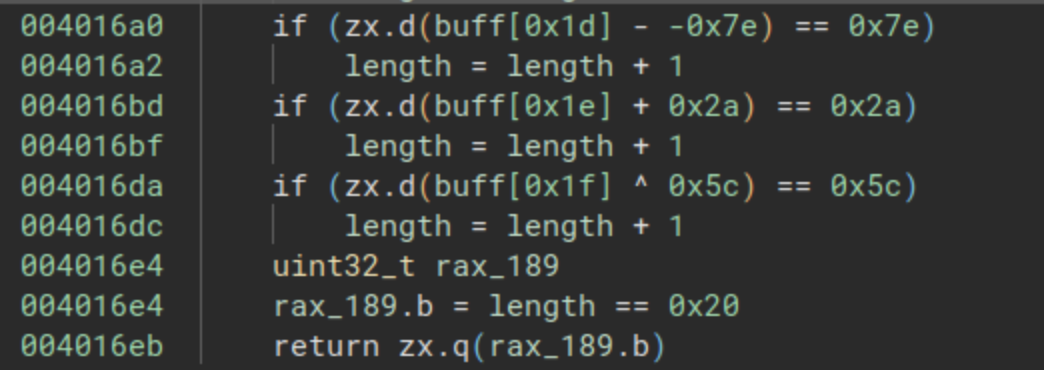 004016a0 if (zx.d(buff[0x1d] - -0x7e) == 0x7e)
004016a2 length = length + 1
004016bd if (zx.d(buff[0x1e] + 0x2a) == 0x2a)
004016bf length = length + 1
004016da if (zx.d(buff[0x1f] ^ 0x5c) == 0x5c)
004016dc length = length + 1
004016e4 uint32_t rax_189
004016e4 rax_189.b = length == 0x20
004016eb return zx.q(rax_189.b)